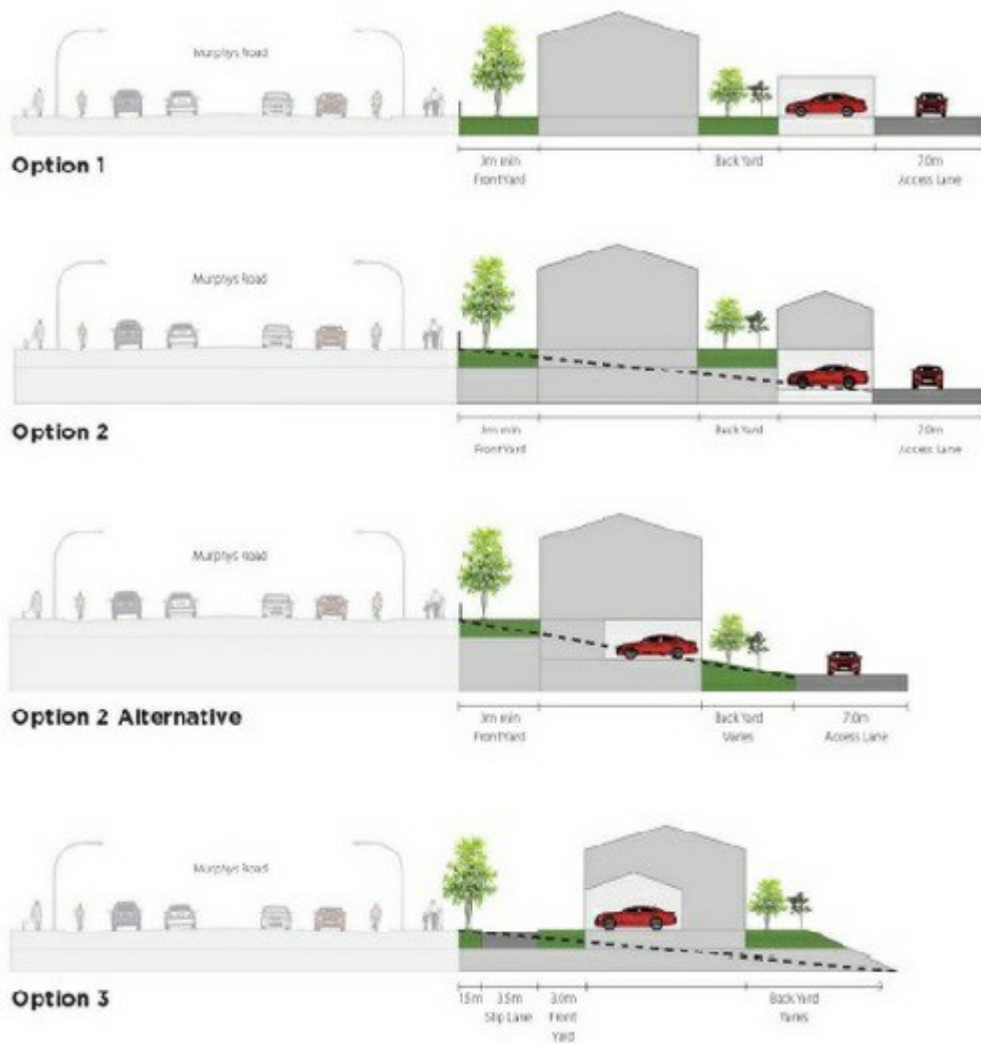 Murphys Road
Option 1
3m min
Front Yard
Back Yard
7.0m
Access Lane
Murphys Road
Option 2
3m min
Front Yard
Back Yard
7.0m
Access Lane
Murphys Road
Option 2 Alternative
3m min
Front Yard
Back Yard
Varies
7.0m
Access Lane
Murphys Road
Option 3
1.5m
3.5m
Slip Lane
3.0m
Front
Yard
Back Yard
Varies